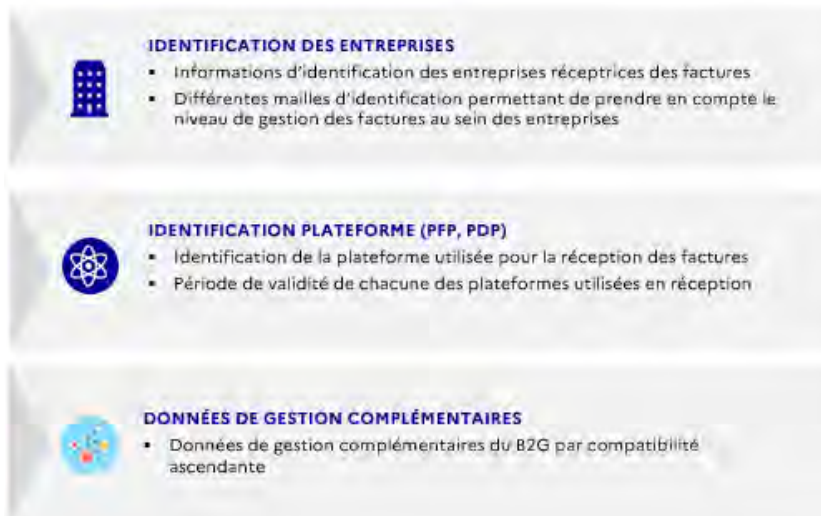 IDENTIFICATION DES ENTREPRISES
▪ Informations d'identification des entreprises réceptrices des factures
▪ Différentes mailles d'identification permettant de prendre en compte le
niveau de gestion des factures au sein des entreprises
IDENTIFICATION PLATEFORME (PFP, PDP)
▪ Identification de la plateforme utilisée pour la réception des factures
▪ Période de validité de chacune des plateformes utilisées en réception
DONNÉES DE GESTION COMPLÉMENTAIRES
▪ Données de gestion complémentaires du B2G par compatibilité
ascendante